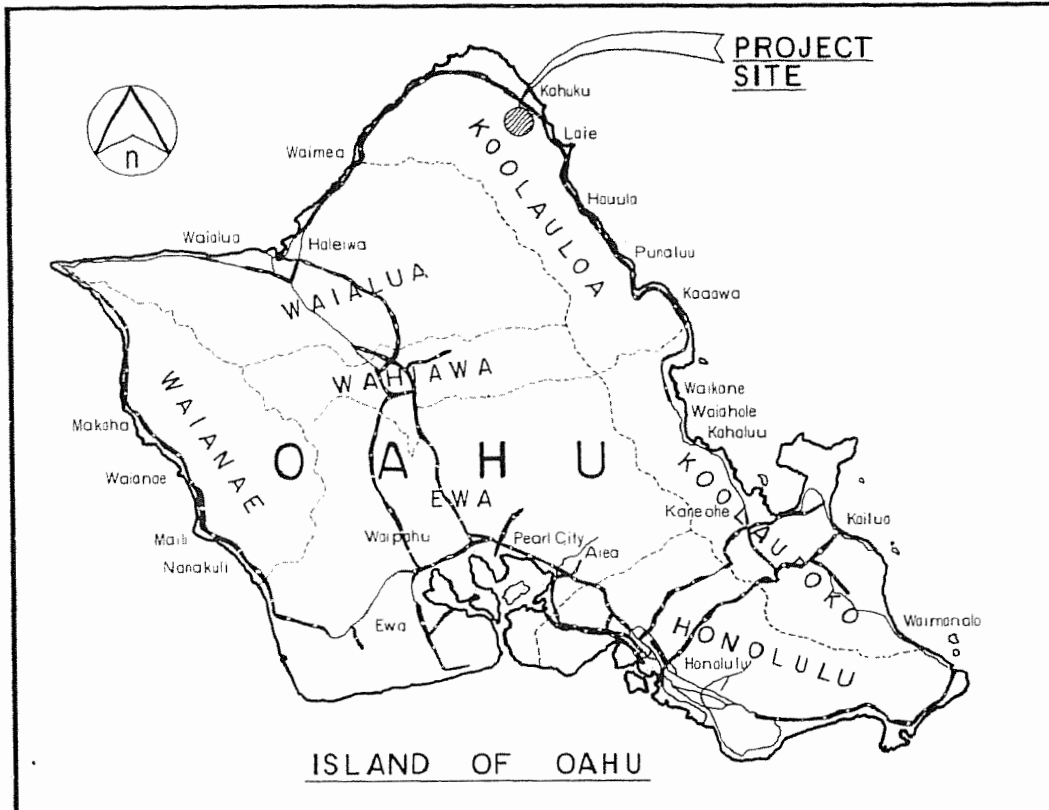 PROJECT
SITE
n
Kahuku
Laie
Waimea
KOOLAULOA
Hauula
Waialua
Haleiwa
Punaluu
WAIALUA
Kaaawa
WAHIAWA
Waikane
Waiahole
Kahaluu
WAIANAE
Makaha
OAHU
Waianae
KOOLAUPOKO
EWA
Kaneohe
Kailua
Waipahu
Pearl City
Aiea
Maili
Nanakuli
Ewa
Waimanalo
HONOLULU
Honolulu
ISLAND OF OAHU